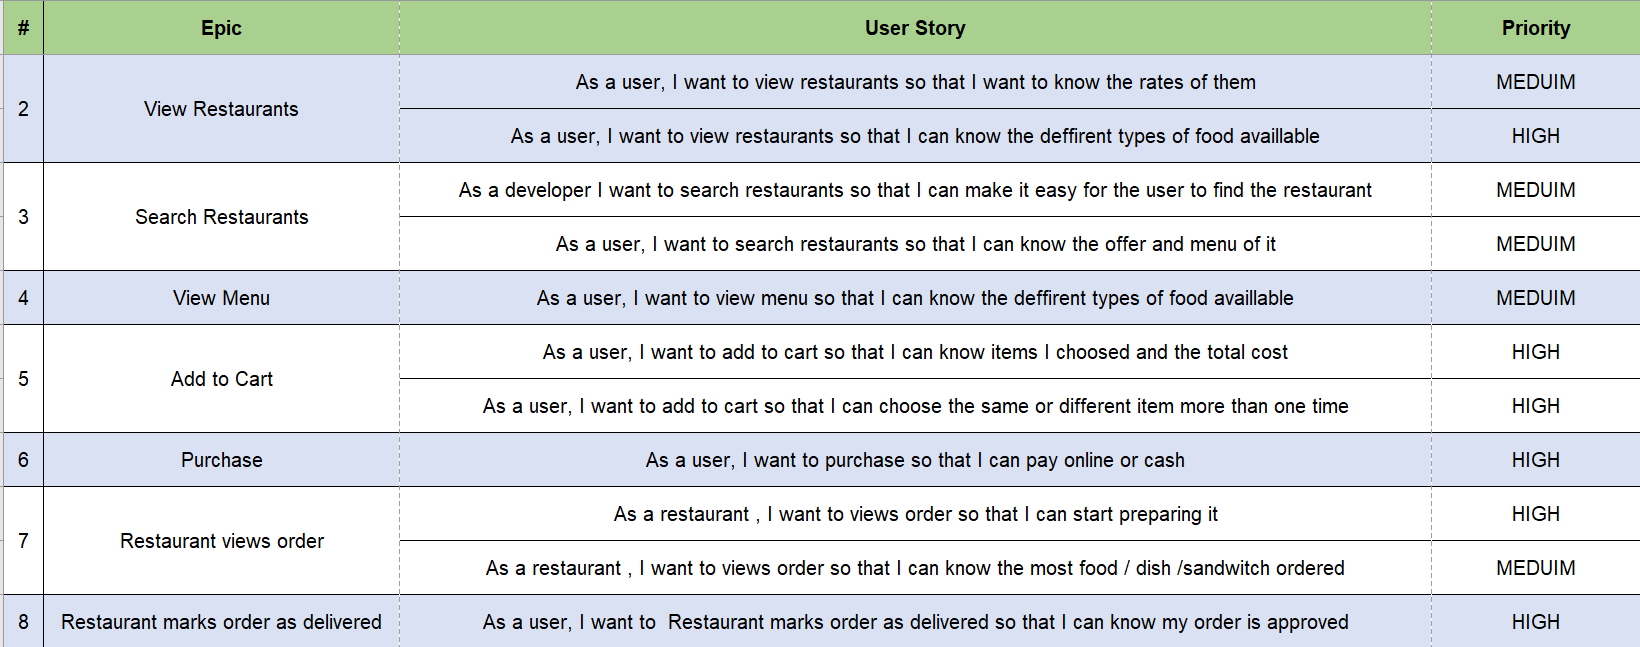 # Epic User Story Priority
2 View Restaurants As a user, I want to view restaurants so that I want to know the rates of them MEDUIM
As a user, I want to view restaurants so that I can know the deffirent types of food availlable HIGH
3 Search Restaurants As a developer I want to search restaurants so that I can make it easy for the user to find the restaurant MEDUIM
As a user, I want to search restaurants so that I can know the offer and menu of it MEDUIM
4 View Menu As a user, I want to view menu so that I can know the deffirent types of food availlable MEDUIM
5 Add to Cart As a user, I want to add to cart so that I can know items I choosed and the total cost HIGH
As a user, I want to add to cart so that I can choose the same or different item more than one time HIGH
6 Purchase As a user, I want to purchase so that I can pay online or cash HIGH
7 Restaurant views order As a restaurant , I want to views order so that I can start preparing it HIGH
As a restaurant , I want to views order so that I can know the most food / dish /sandwitch ordered MEDUIM
8 Restaurant marks order as delivered As a user, I want to  Restaurant marks order as delivered so that I can know my order is approved HIGH